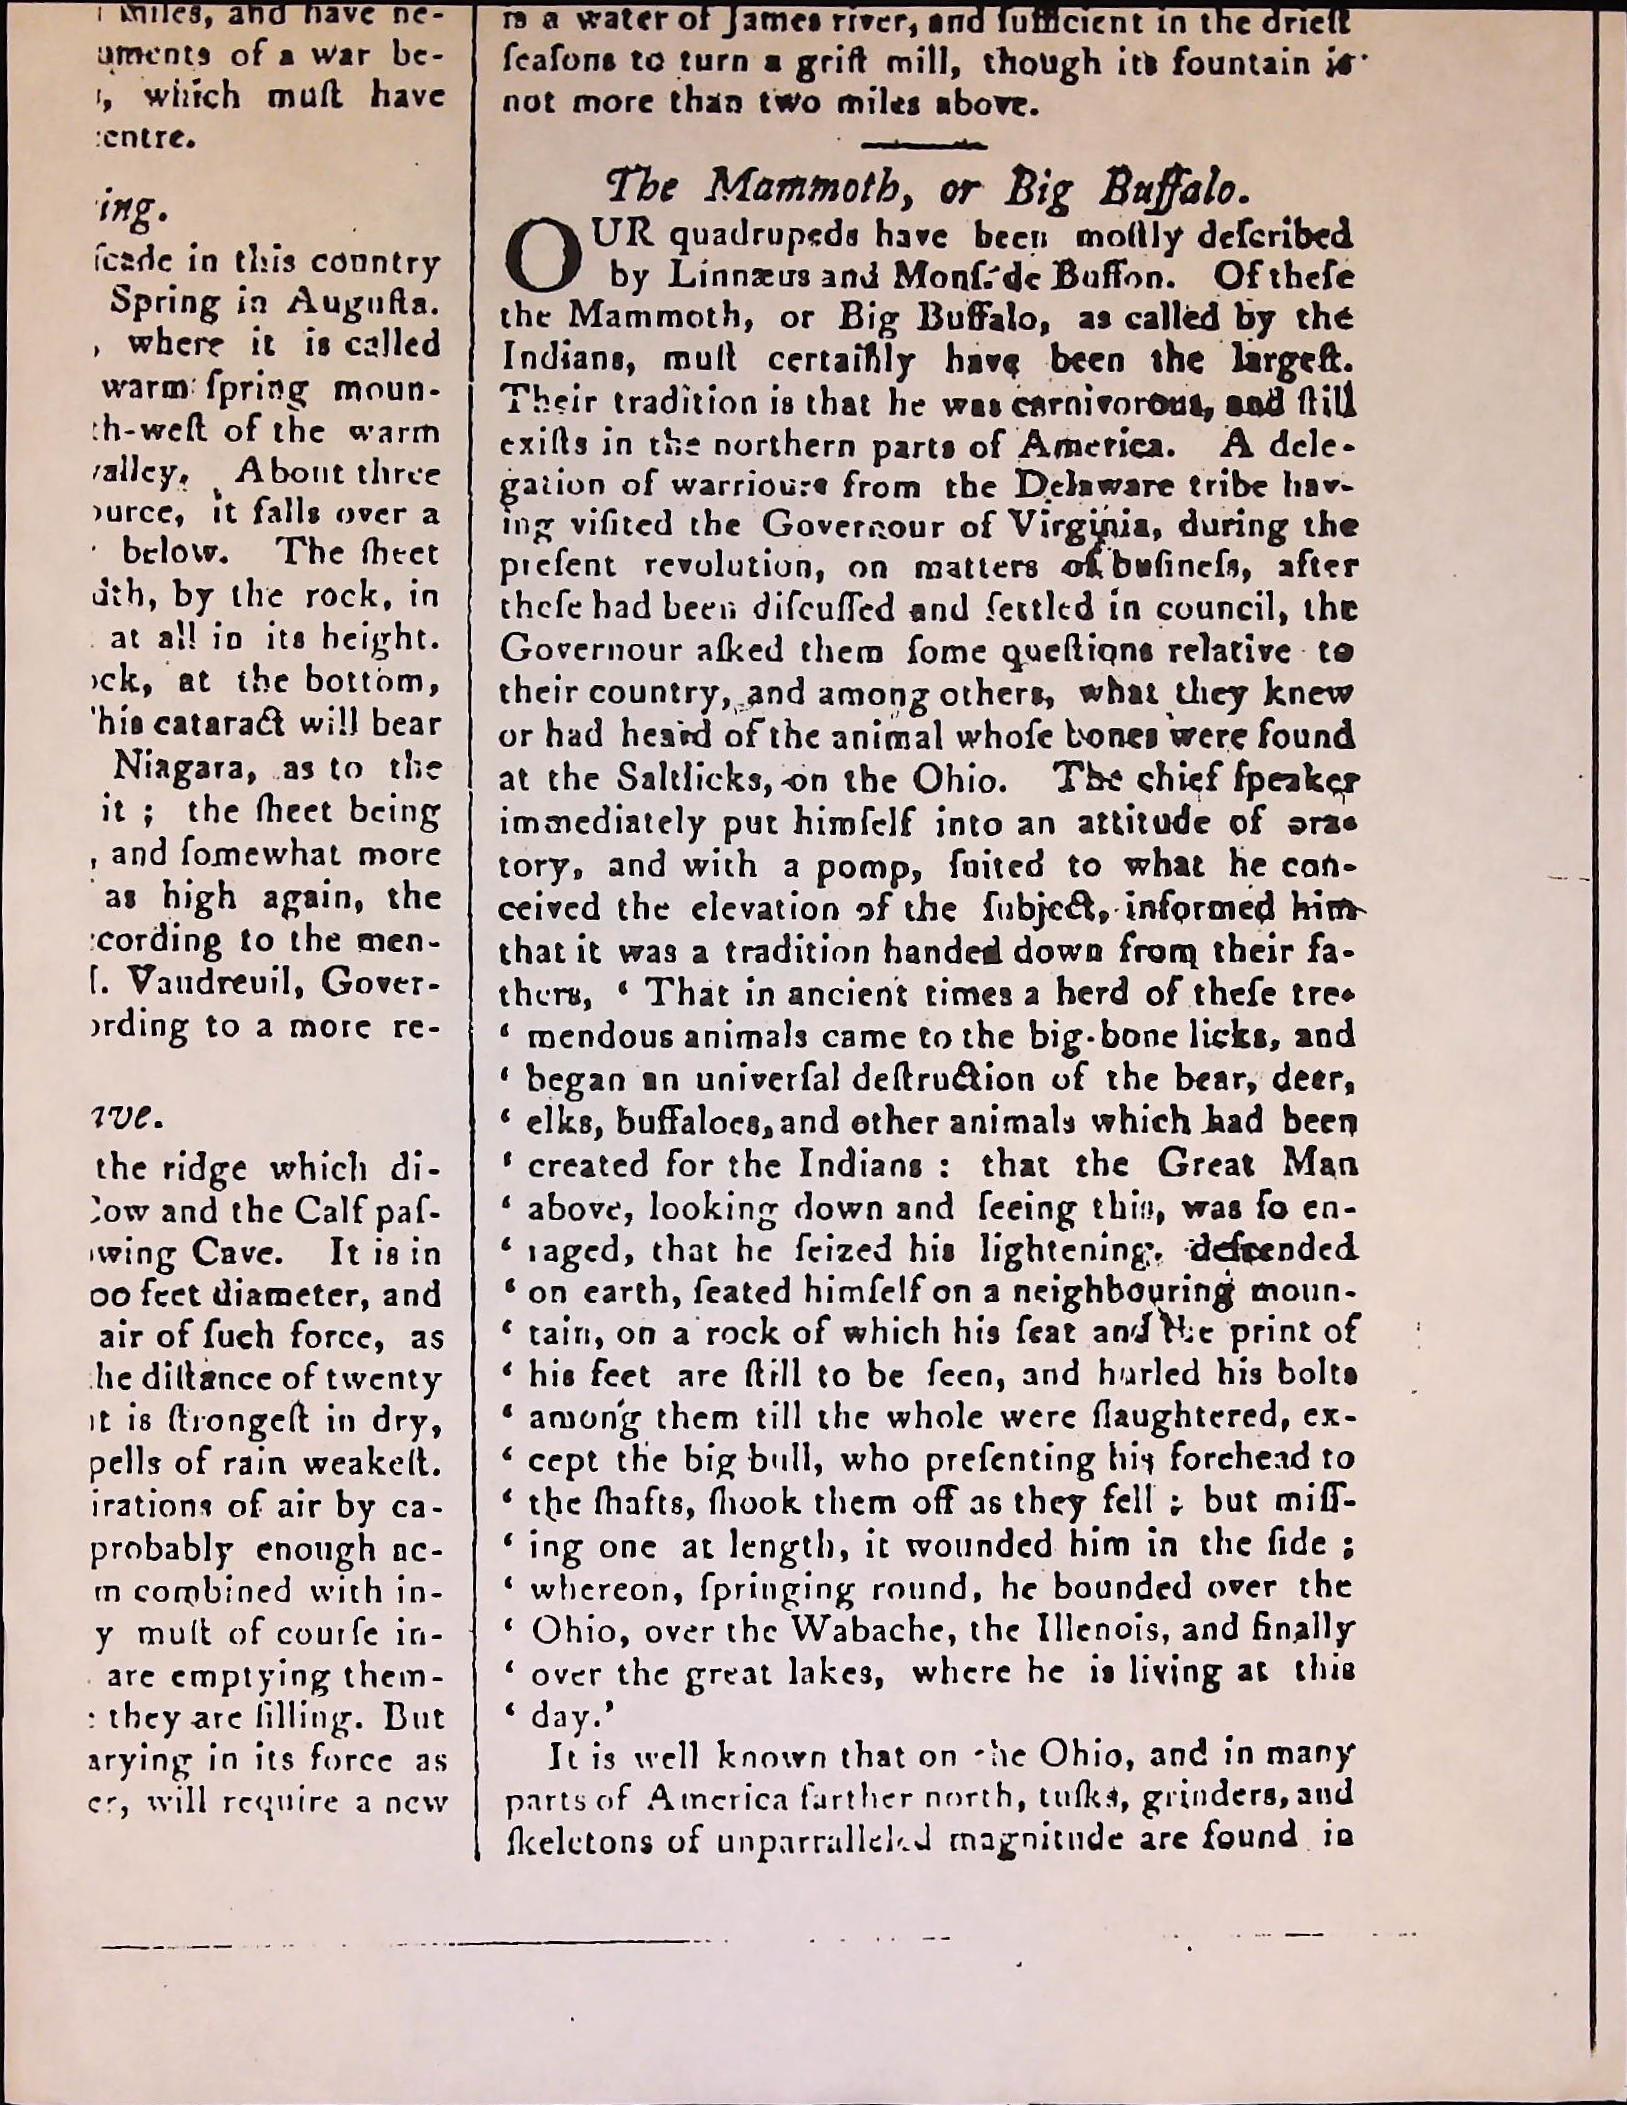 miles, and have ne-
uments of a war be-
, which muſt have
entre.
ing.
ſcade in this country
Spring in Auguſta.
, where it is called
warm ſpring moun-
th-weſt of the warm
valley. About three
ource, it falls over a
below. The ſheet
dth, by the rock, in
at all in its height.
ock, at the bottom,
his cataract will bear
Niagara, as to the
it ; the ſheet being
, and ſomewhat more
as high again, the
cording to the men-
. Vaudreuil, Gover-
ording to a more re-
ave.
the ridge which di-
Cow and the Calf paſ-
owing Cave. It is in
oo feet diameter, and
air of ſuch force, as
he diſtance of twenty
it is ſtrongeſt in dry,
pells of rain weakeſt.
irations of air by ca-
probably enough ac-
m combined with in-
y muſt of courſe in-
are emptying them-
: they are filling. But
arying in its force as
er, will require a new
is a water of James river, and ſufficient in the drieſt
ſeaſons to turn a griſt mill, though its fountain is
not more than two miles above.
The Mammoth, or Big Buffalo.
OUR quadrupeds have been moſtly deſcribed
by Linnæus and Monſ. de Buffon. Of theſe
the Mammoth, or Big Buffalo, as called by the
Indians, muſt certainly have been the largeſt.
Their tradition is that he was carnivorous, and ſtill
exiſts in the northern parts of America. A dele-
gation of warriours from the Delaware tribe hav-
ing viſited the Governour of Virginia, during the
preſent revolution, on matters of buſineſs, after
theſe had been diſcuſſed and ſettled in council, the
Governour aſked them ſome queſtions relative to
their country, and among others, what they knew
or had heard of the animal whoſe bones were found
at the Saltlicks, on the Ohio. The chief ſpeaker
immediately put himſelf into an attitude of ora-
tory, and with a pomp, ſuited to what he con-
ceived the elevation of the ſubject, informed him
that it was a tradition handed down from their fa-
thers, ‘ That in ancient times a herd of theſe tre-
‘ mendous animals came to the big-bone licks, and
‘ began an univerſal deſtruction of the bear, deer,
‘ elks, buffaloes, and other animals which had been
‘ created for the Indians : that the Great Man
‘ above, looking down and ſeeing this, was ſo en-
‘ raged, that he ſeized his lightening, deſcended
‘ on earth, ſeated himſelf on a neighbouring moun-
‘ tain, on a rock of which his ſeat and the print of
‘ his feet are ſtill to be ſeen, and hurled his bolts
‘ among them till the whole were ſlaughtered, ex-
‘ cept the big bull, who preſenting his forehead to
‘ the ſhafts, ſhook them off as they fell ; but miſſ-
‘ ing one at length, it wounded him in the ſide ;
‘ whereon, ſpringing round, he bounded over the
‘ Ohio, over the Wabache, the Illenois, and finally
‘ over the great lakes, where he is living at this
‘ day.’
It is well known that on the Ohio, and in many
parts of America farther north, tuſks, grinders, and
ſkeletons of unparralleled magnitude are found in